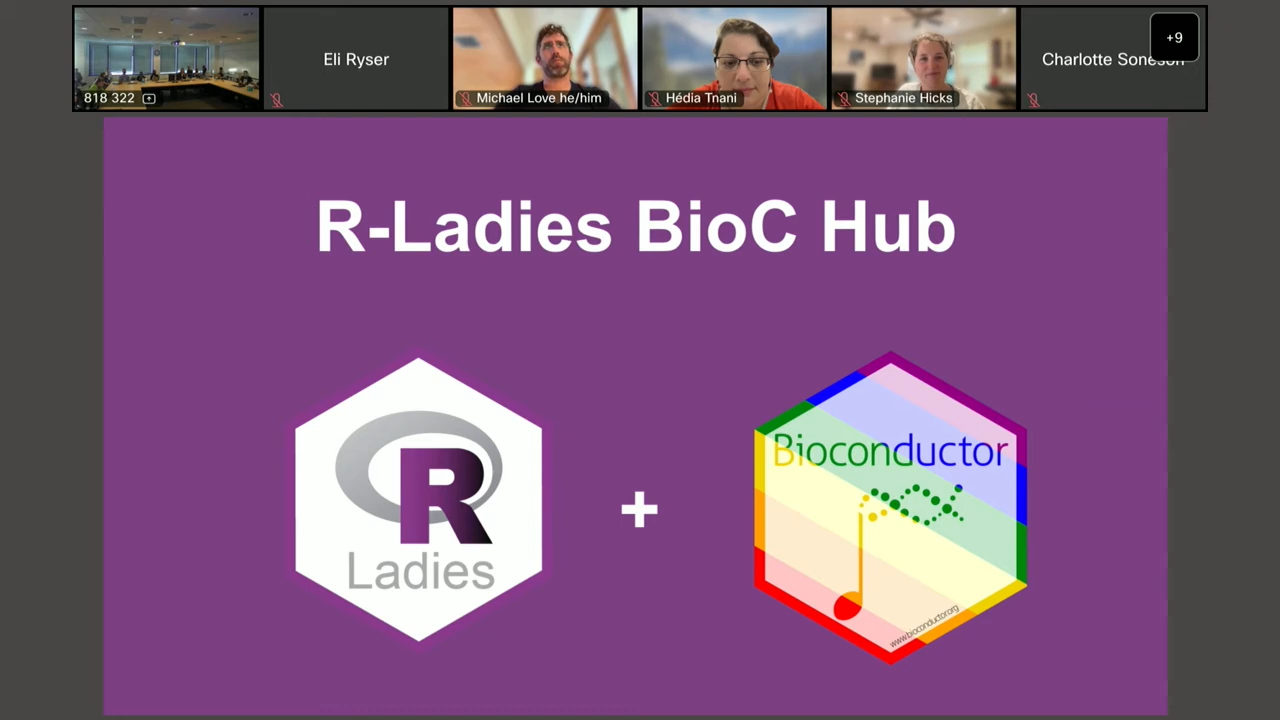 818 322
Eli Ryser
Michael Love he/him
Hédia Tnani
Stephanie Hicks
Charlotte Soneson
+9
R-Ladies BioC Hub
R
Ladies
+
Bioconductor
www.bioconductor.org